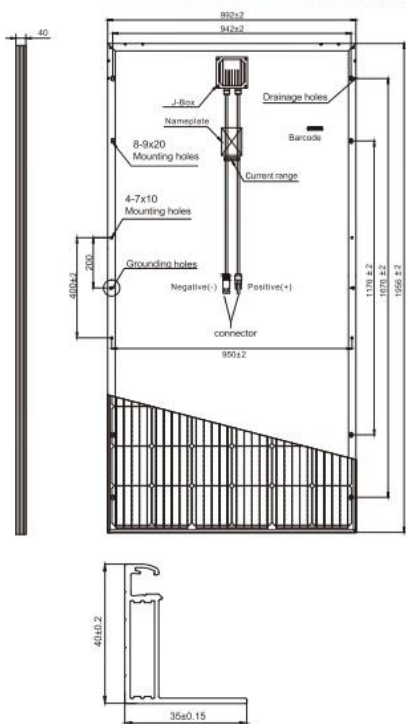 892±2
942±2
40
J-Box
Drainage holes
Nameplate
Barcode
8-9x20
Mounting holes
Current range
4-7x10
Mounting holes
200
400±2
Grounding holes
Negative(-)
Positive(+)
connector
950±2
1176 ±2
1676 ±2
1956 ±2
40±0.2
35±0.15